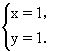 x = 1,
y = 1.